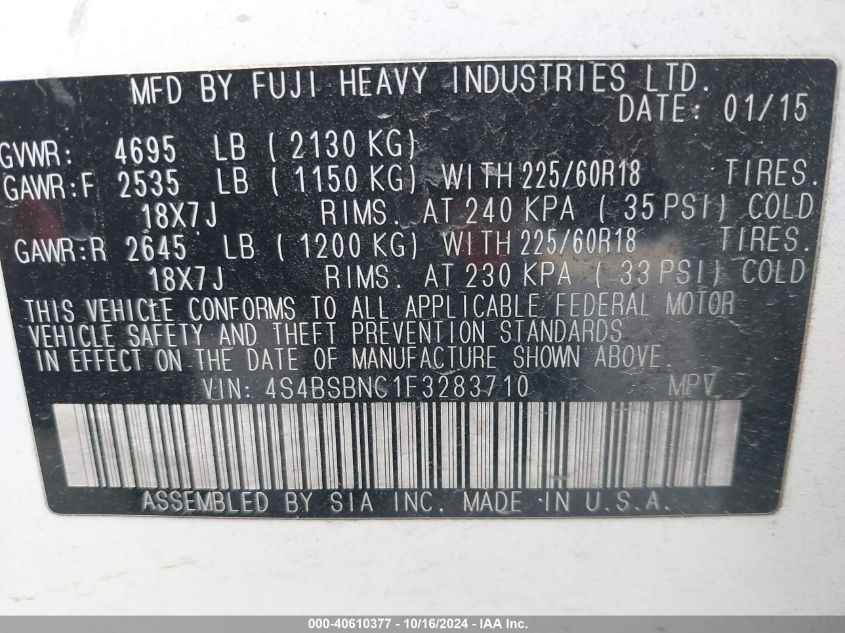 MFD BY FUJI HEAVY INDUSTRIES LTD.
DATE: 01/15
GVWR: 4695 LB ( 2130 KG)
GAWR:F 2535 LB ( 1150 KG) WITH 225/60R18 TIRES.
18X7J RIMS. AT 240 KPA ( 35 PSI) COLD
GAWR:R 2645 LB ( 1200 KG) WITH 225/60R18 TIRES.
18X7J RIMS. AT 230 KPA ( 33 PSI) COLD
THIS VEHICLE CONFORMS TO ALL APPLICABLE FEDERAL MOTOR
VEHICLE SAFETY AND THEFT PREVENTION STANDARDS
IN EFFECT ON THE DATE OF MANUFACTURE SHOWN ABOVE.
VIN: 4S4BSBNC1F3283710 MPV
ASSEMBLED BY SIA INC. MADE IN U.S.A.
000-40610377 - 10/16/2024 - IAA Inc.